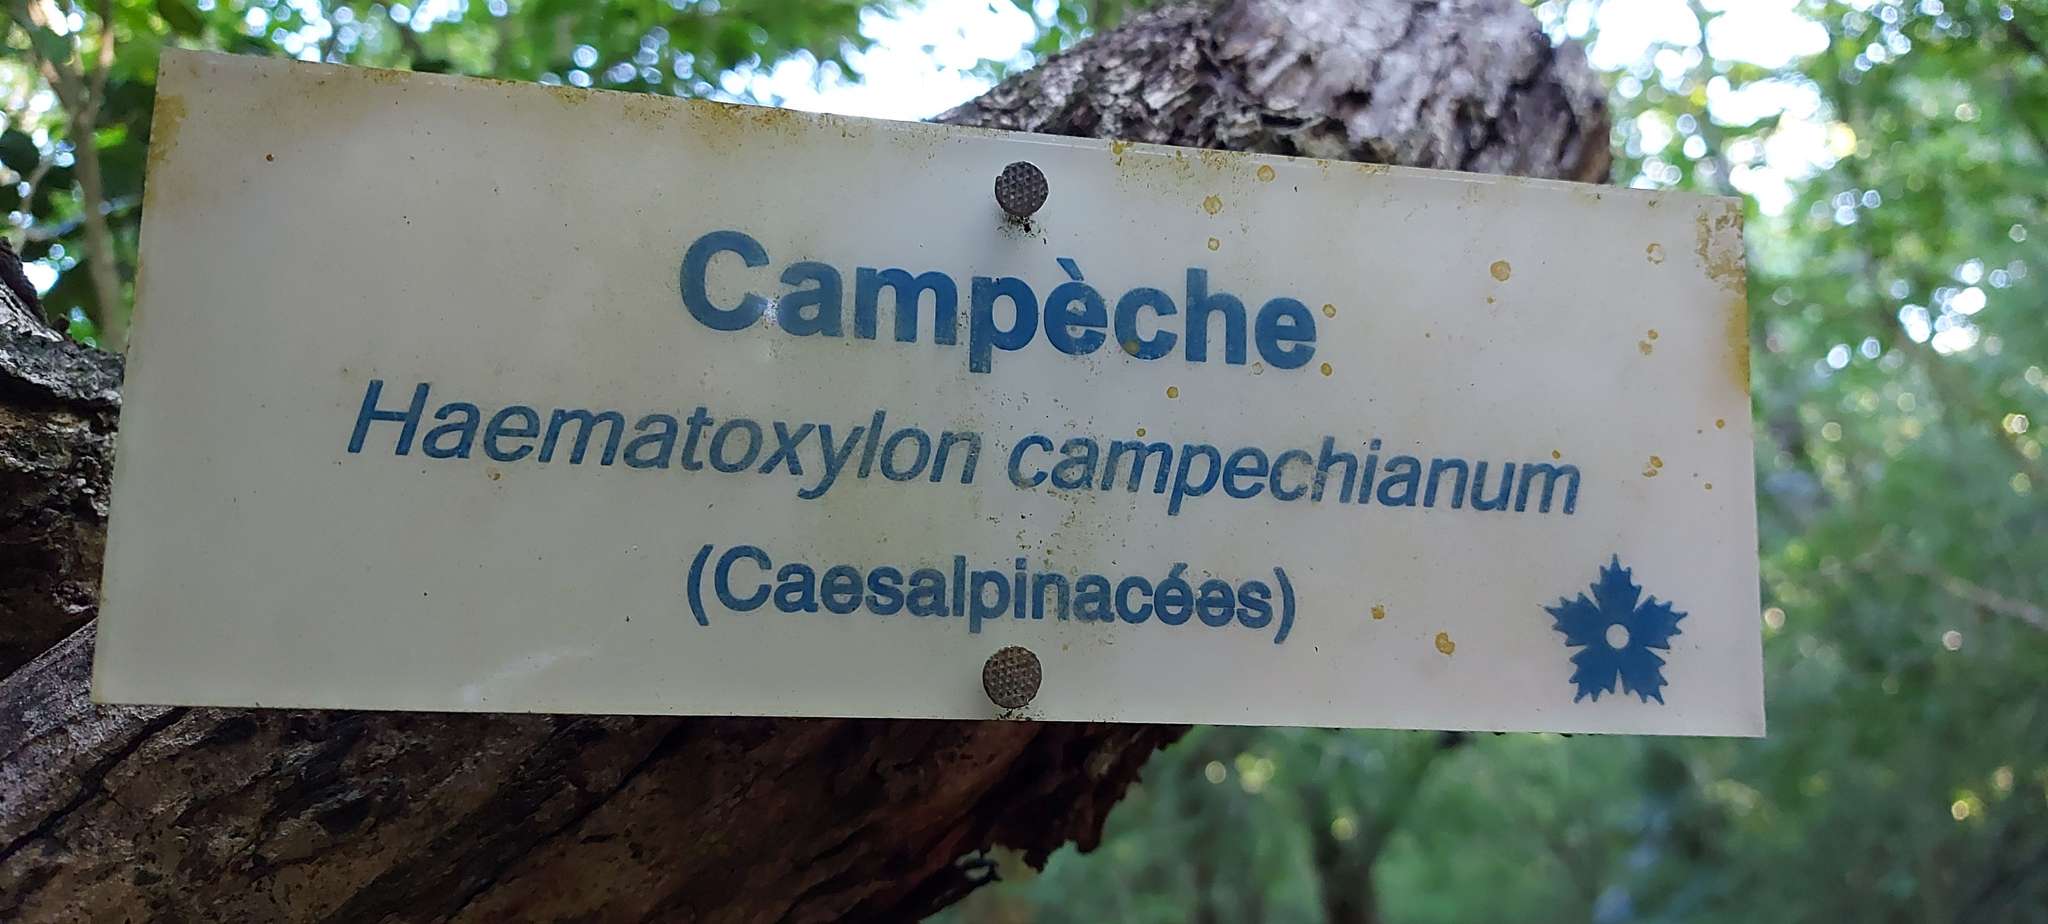 Campèche
Haematoxylon campechianum
(Caesalpinacées)